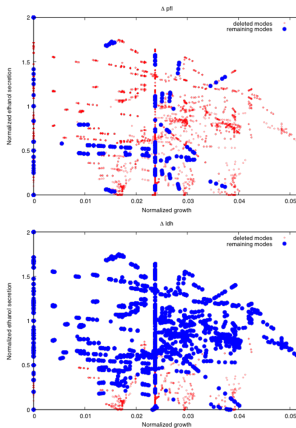 Δ pfl
deleted modes
remaining modes
2
1.5
1
0.5
0
Normalized ethanol secretion
0 0.01 0.02 0.03 0.04 0.05
Normalized growth
Δ ldh
deleted modes
remaining modes
2
1.5
1
0.5
0
Normalized ethanol secretion
0 0.01 0.02 0.03 0.04 0.05
Normalized growth